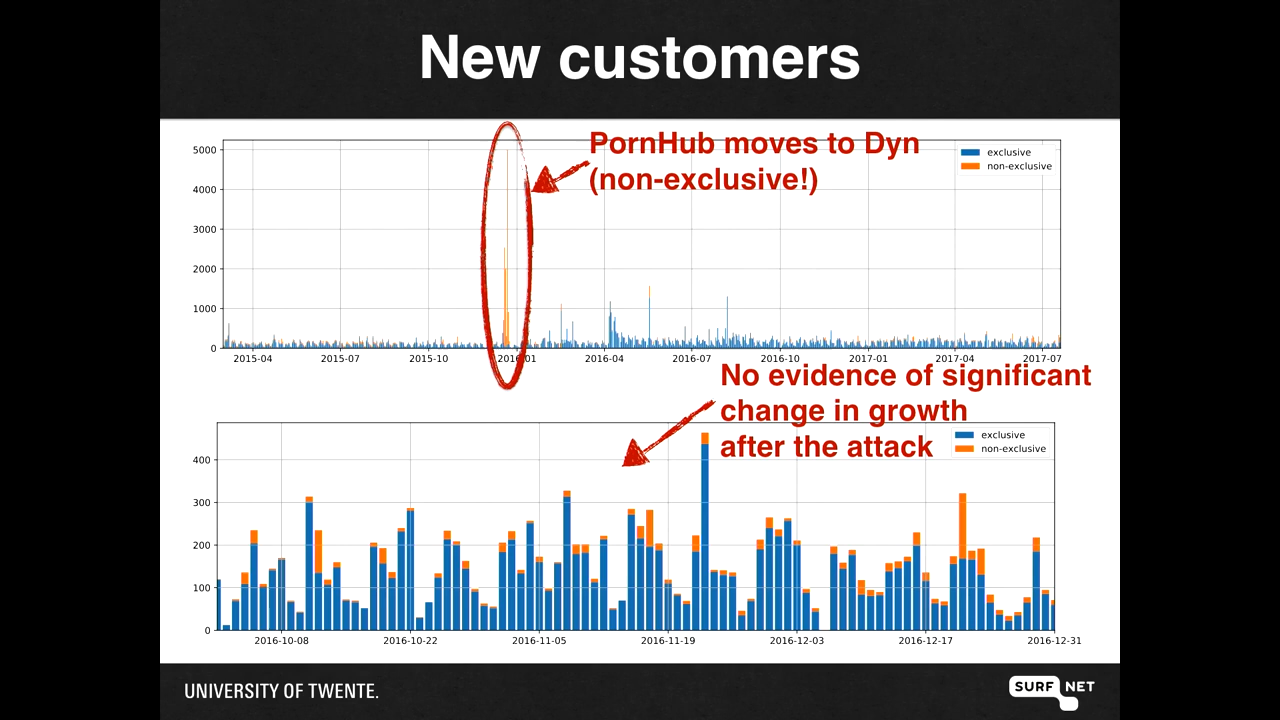 New customers
PornHub moves to Dyn
(non-exclusive!)
exclusive
non-exclusive
5000
4000
3000
2000
1000
0
2015-04 2015-07 2015-10 2016-01 2016-04 2016-07 2016-10 2017-01 2017-04 2017-07
No evidence of significant
change in growth
after the attack
exclusive
non-exclusive
400
300
200
100
0
2016-10-08 2016-10-22 2016-11-05 2016-11-19 2016-12-03 2016-12-17 2016-12-31
UNIVERSITY OF TWENTE.
SURF NET